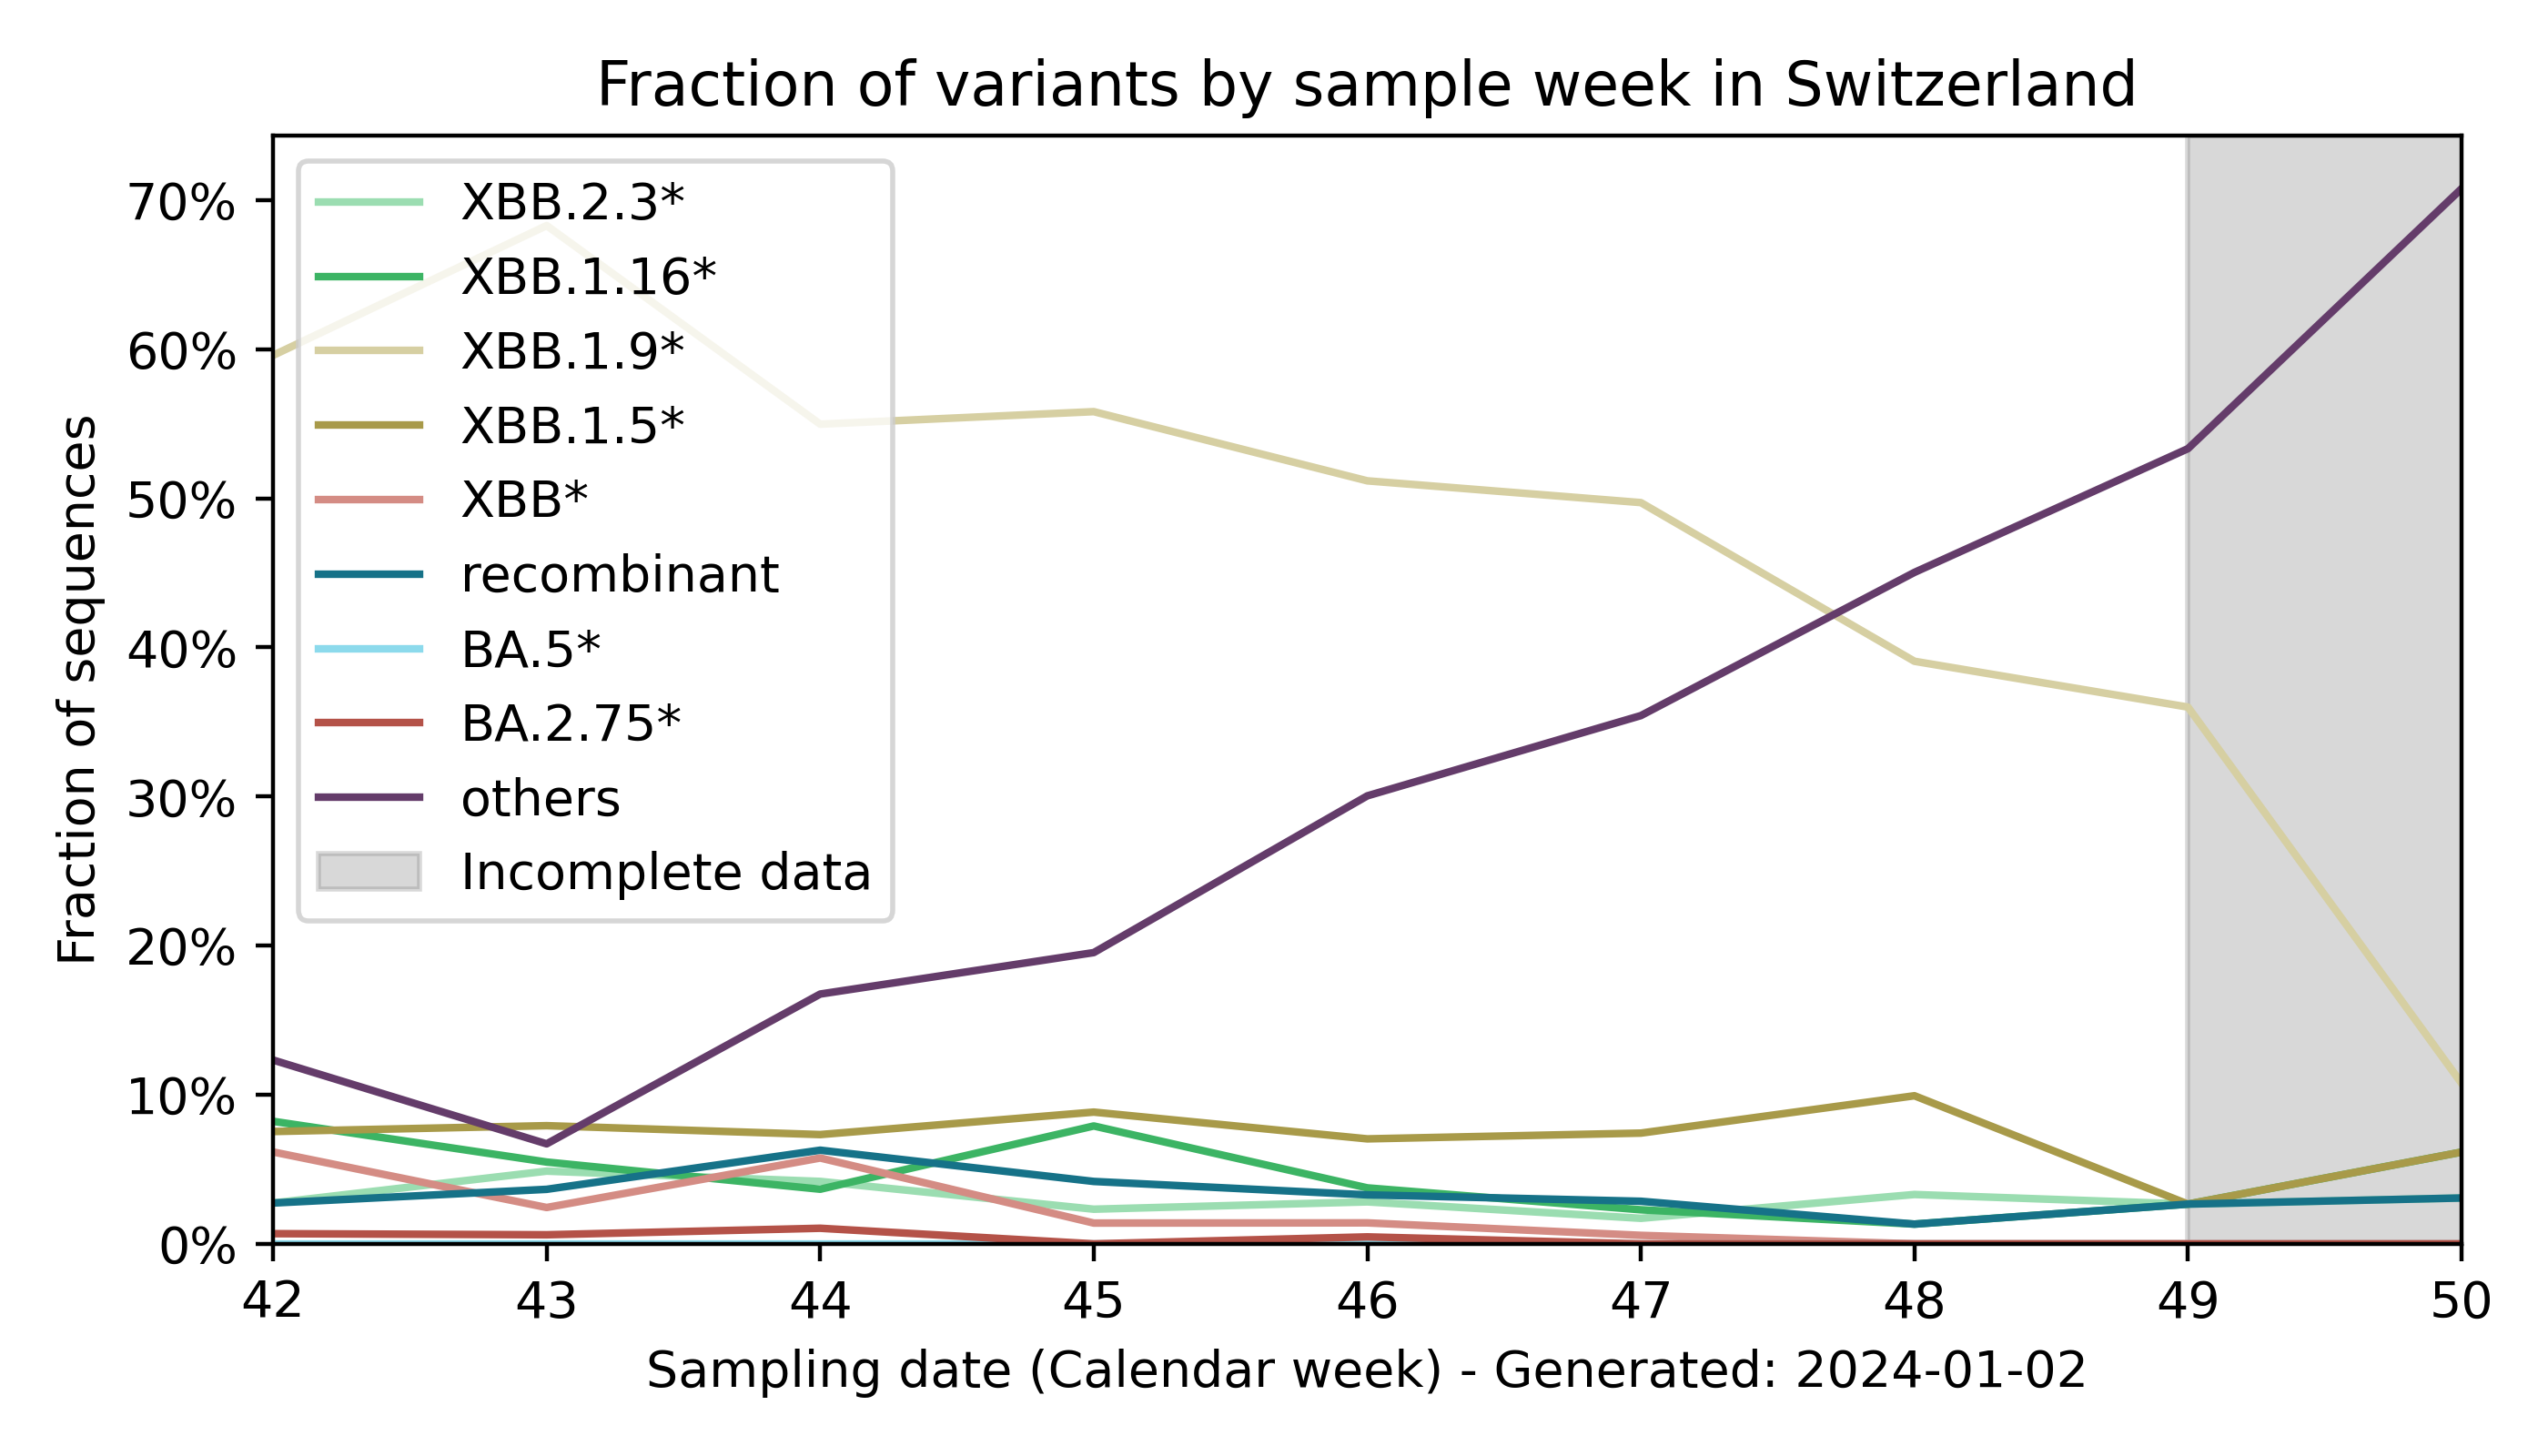 Fraction of variants by sample week in Switzerland
70%
60%
50%
40%
30%
20%
10%
0%
Fraction of sequences
XBB.2.3*
XBB.1.16*
XBB.1.9*
XBB.1.5*
XBB*
recombinant
BA.5*
BA.2.75*
others
Incomplete data
42 43 44 45 46 47 48 49 50
Sampling date (Calendar week) - Generated: 2024-01-02